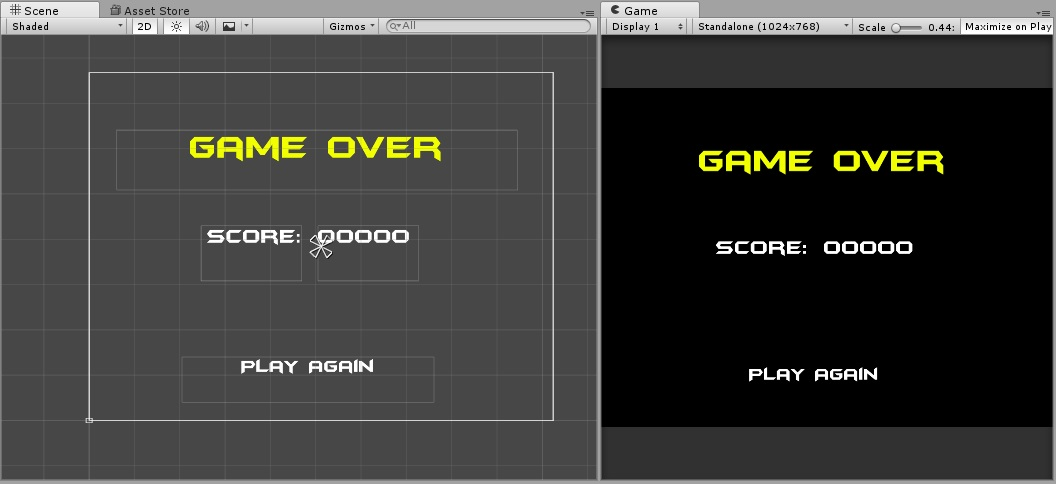 Scene Asset Store
Shaded 2D Gizmos All
GAME OVER
SCORE: 00000
PLAY AGAIN
Game
Display 1 Standalone (1024x768) Scale 0.44: Maximize on Play
GAME OVER
SCORE: 00000
PLAY AGAIN